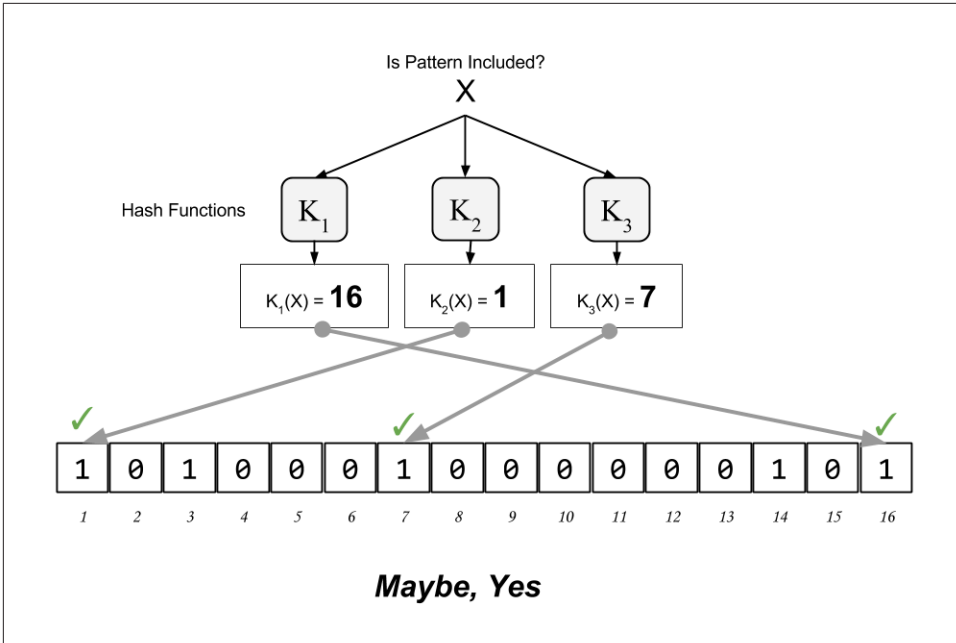 Is Pattern Included?
X
Hash Functions
K1 K2 K3
K1(X) = 16 K2(X) = 1 K3(X) = 7
✓ ✓ ✓
1 0 1 0 0 0 1 0 0 0 0 0 0 1 0 1
1 2 3 4 5 6 7 8 9 10 11 12 13 14 15 16
Maybe, Yes